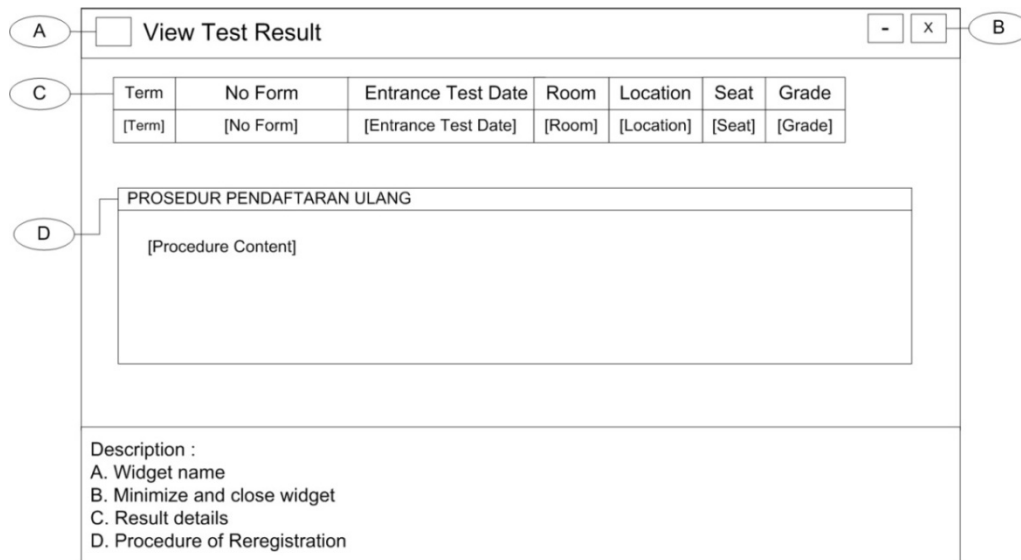 A View Test Result - X B
C Term No Form Entrance Test Date Room Location Seat Grade
[Term] [No Form] [Entrance Test Date] [Room] [Location] [Seat] [Grade]
PROSEDUR PENDAFTARAN ULANG
D
[Procedure Content]
Description :
A. Widget name
B. Minimize and close widget
C. Result details
D. Procedure of Reregistration